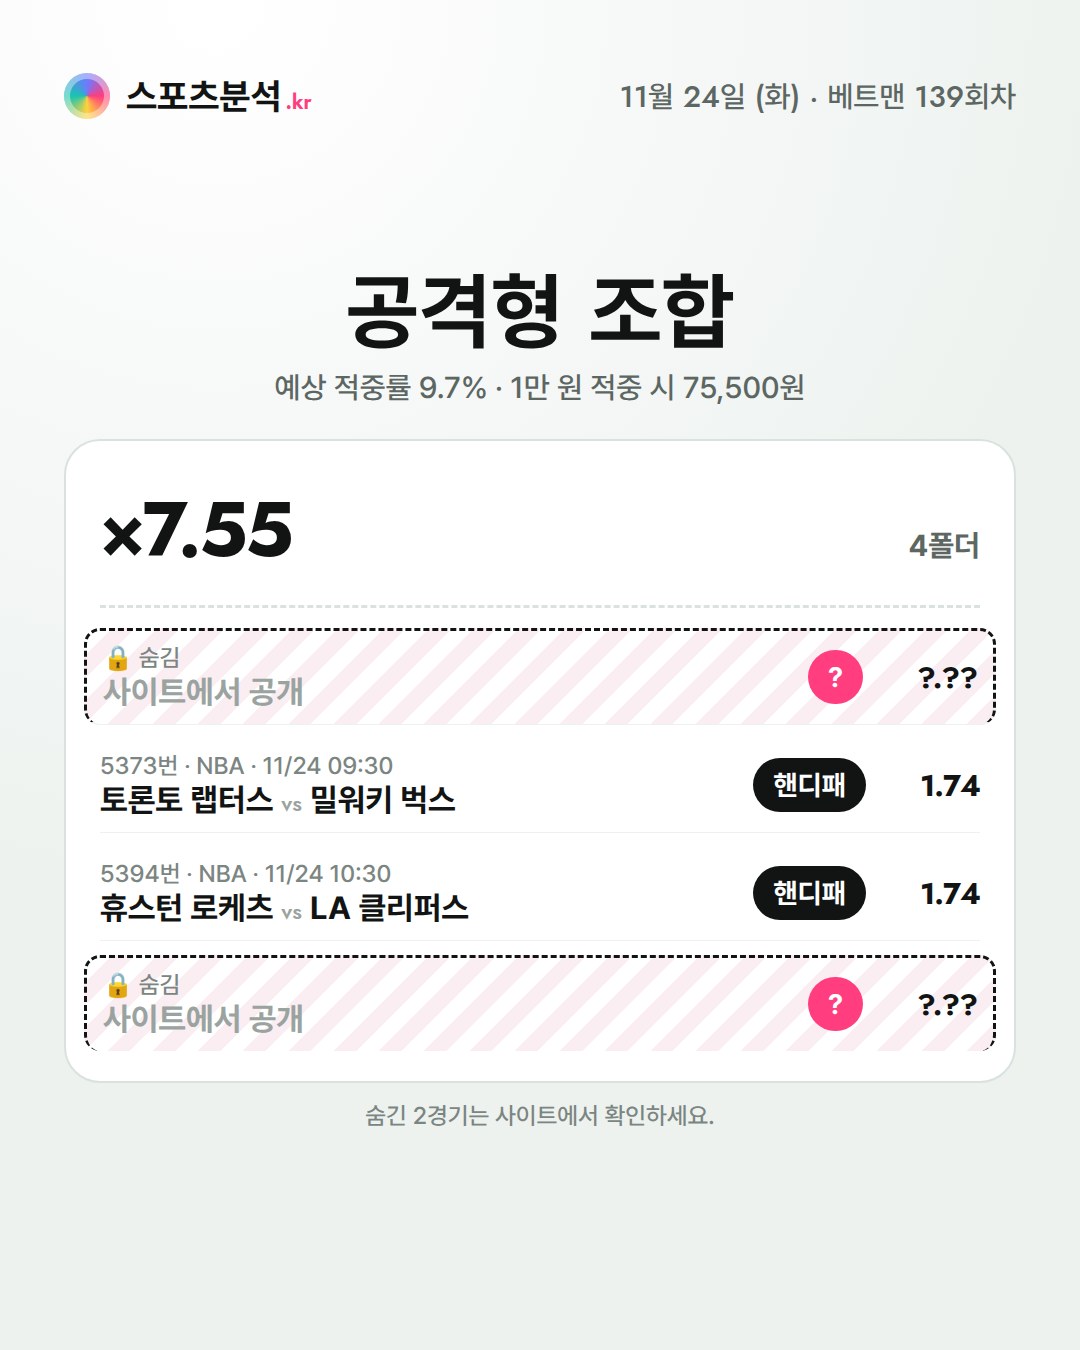 스포츠분석.kr
11월 24일 (화) · 베트맨 139회차
공격형 조합
예상 적중률 9.7% · 1만 원 적중 시 75,500원
×7.55
4폴더
🔒 숨김
사이트에서 공개
?
?.??
5373번 · NBA · 11/24 09:30
토론토 랩터스 vs 밀워키 벅스
핸디패
1.74
5394번 · NBA · 11/24 10:30
휴스턴 로케츠 vs LA 클리퍼스
핸디패
1.74
🔒 숨김
사이트에서 공개
?
?.??
숨긴 2경기는 사이트에서 확인하세요.